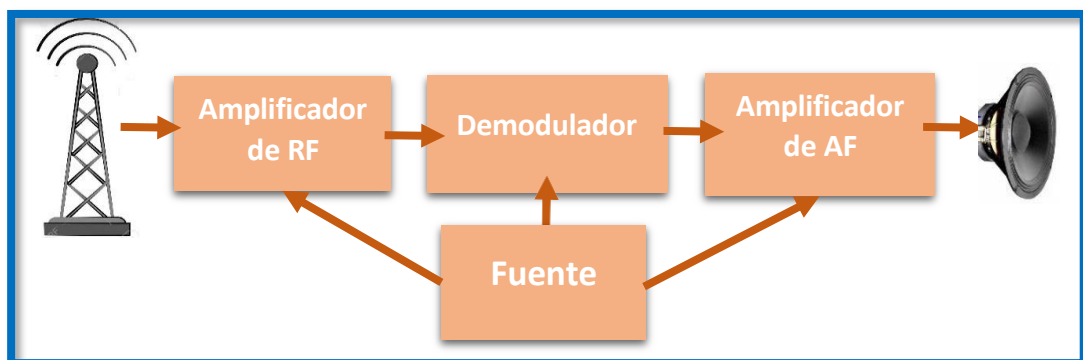 Amplificador
de RF
Demodulador
Amplificador
de AF
Fuente